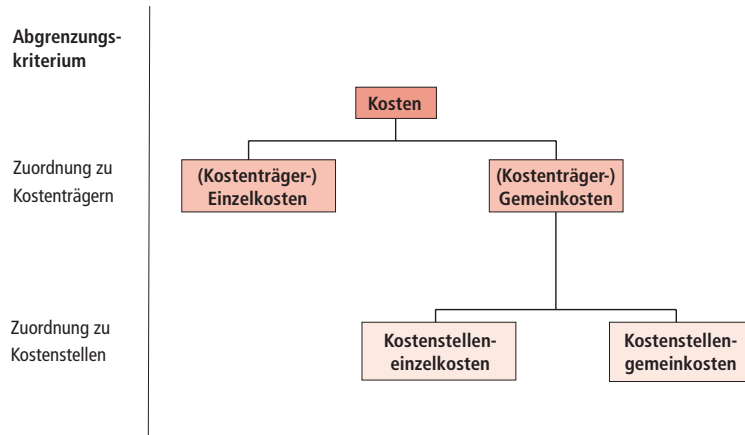 Abgrenzungs-
kriterium
Kosten
Zuordnung zu
Kostenträgern
(Kostenträger-)
Einzelkosten
(Kostenträger-)
Gemeinkosten
Zuordnung zu
Kostenstellen
Kostenstellen-
einzelkosten
Kostenstellen-
gemeinkosten